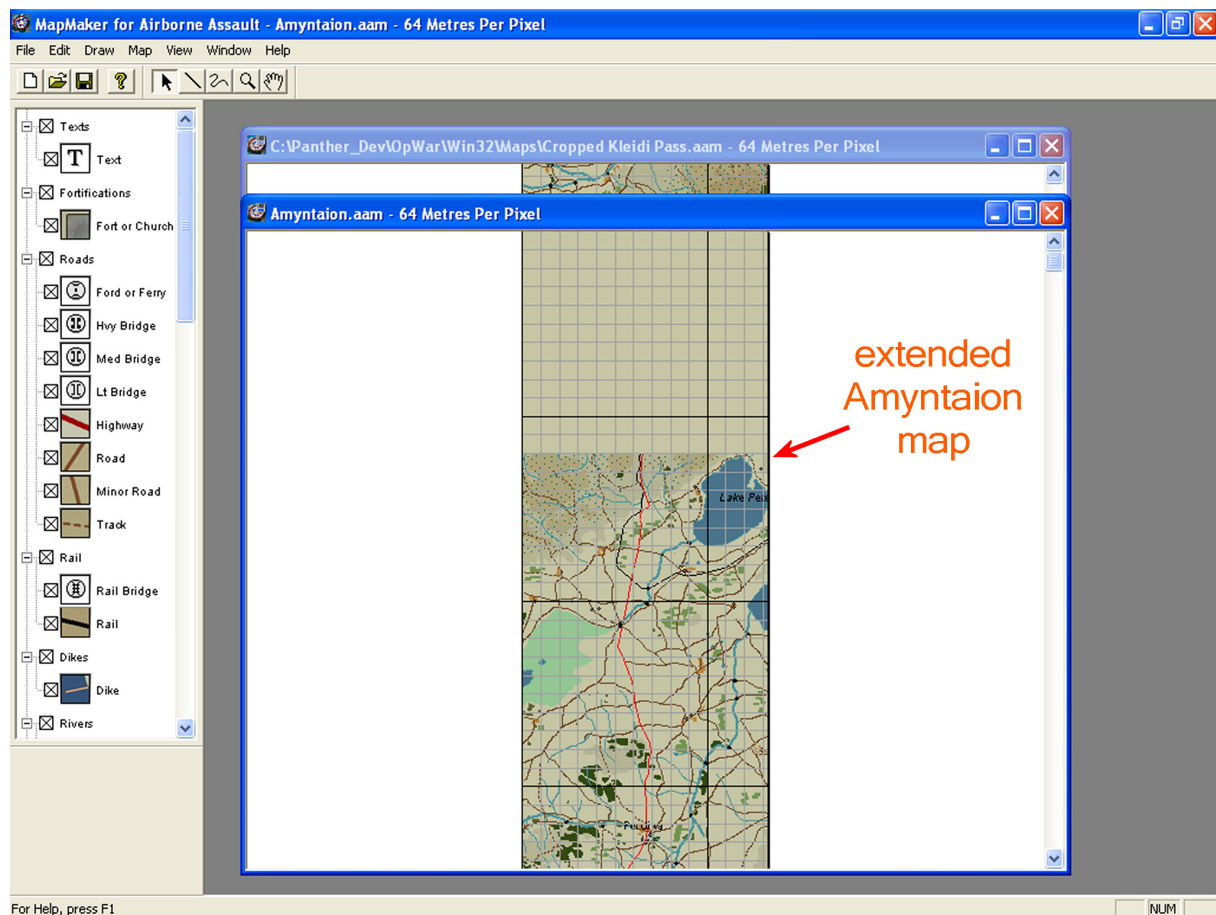 MapMaker for Airborne Assault - Amyntaion.aam - 64 Metres Per Pixel
File Edit Draw Map View Window Help
Texts
T Text
Fortifications
Fort or Church
Roads
Ford or Ferry
Hvy Bridge
Med Bridge
Lt Bridge
Highway
Road
Minor Road
Track
Rail
Rail Bridge
Rail
Dikes
Dike
Rivers
C:\Panther_Dev\OpWar\Win32\Maps\Cropped Kleidi Pass.aam - 64 Metres Per Pixel
Amyntaion.aam - 64 Metres Per Pixel
extended
Amyntaion
map
Lake
For Help, press F1
NUM